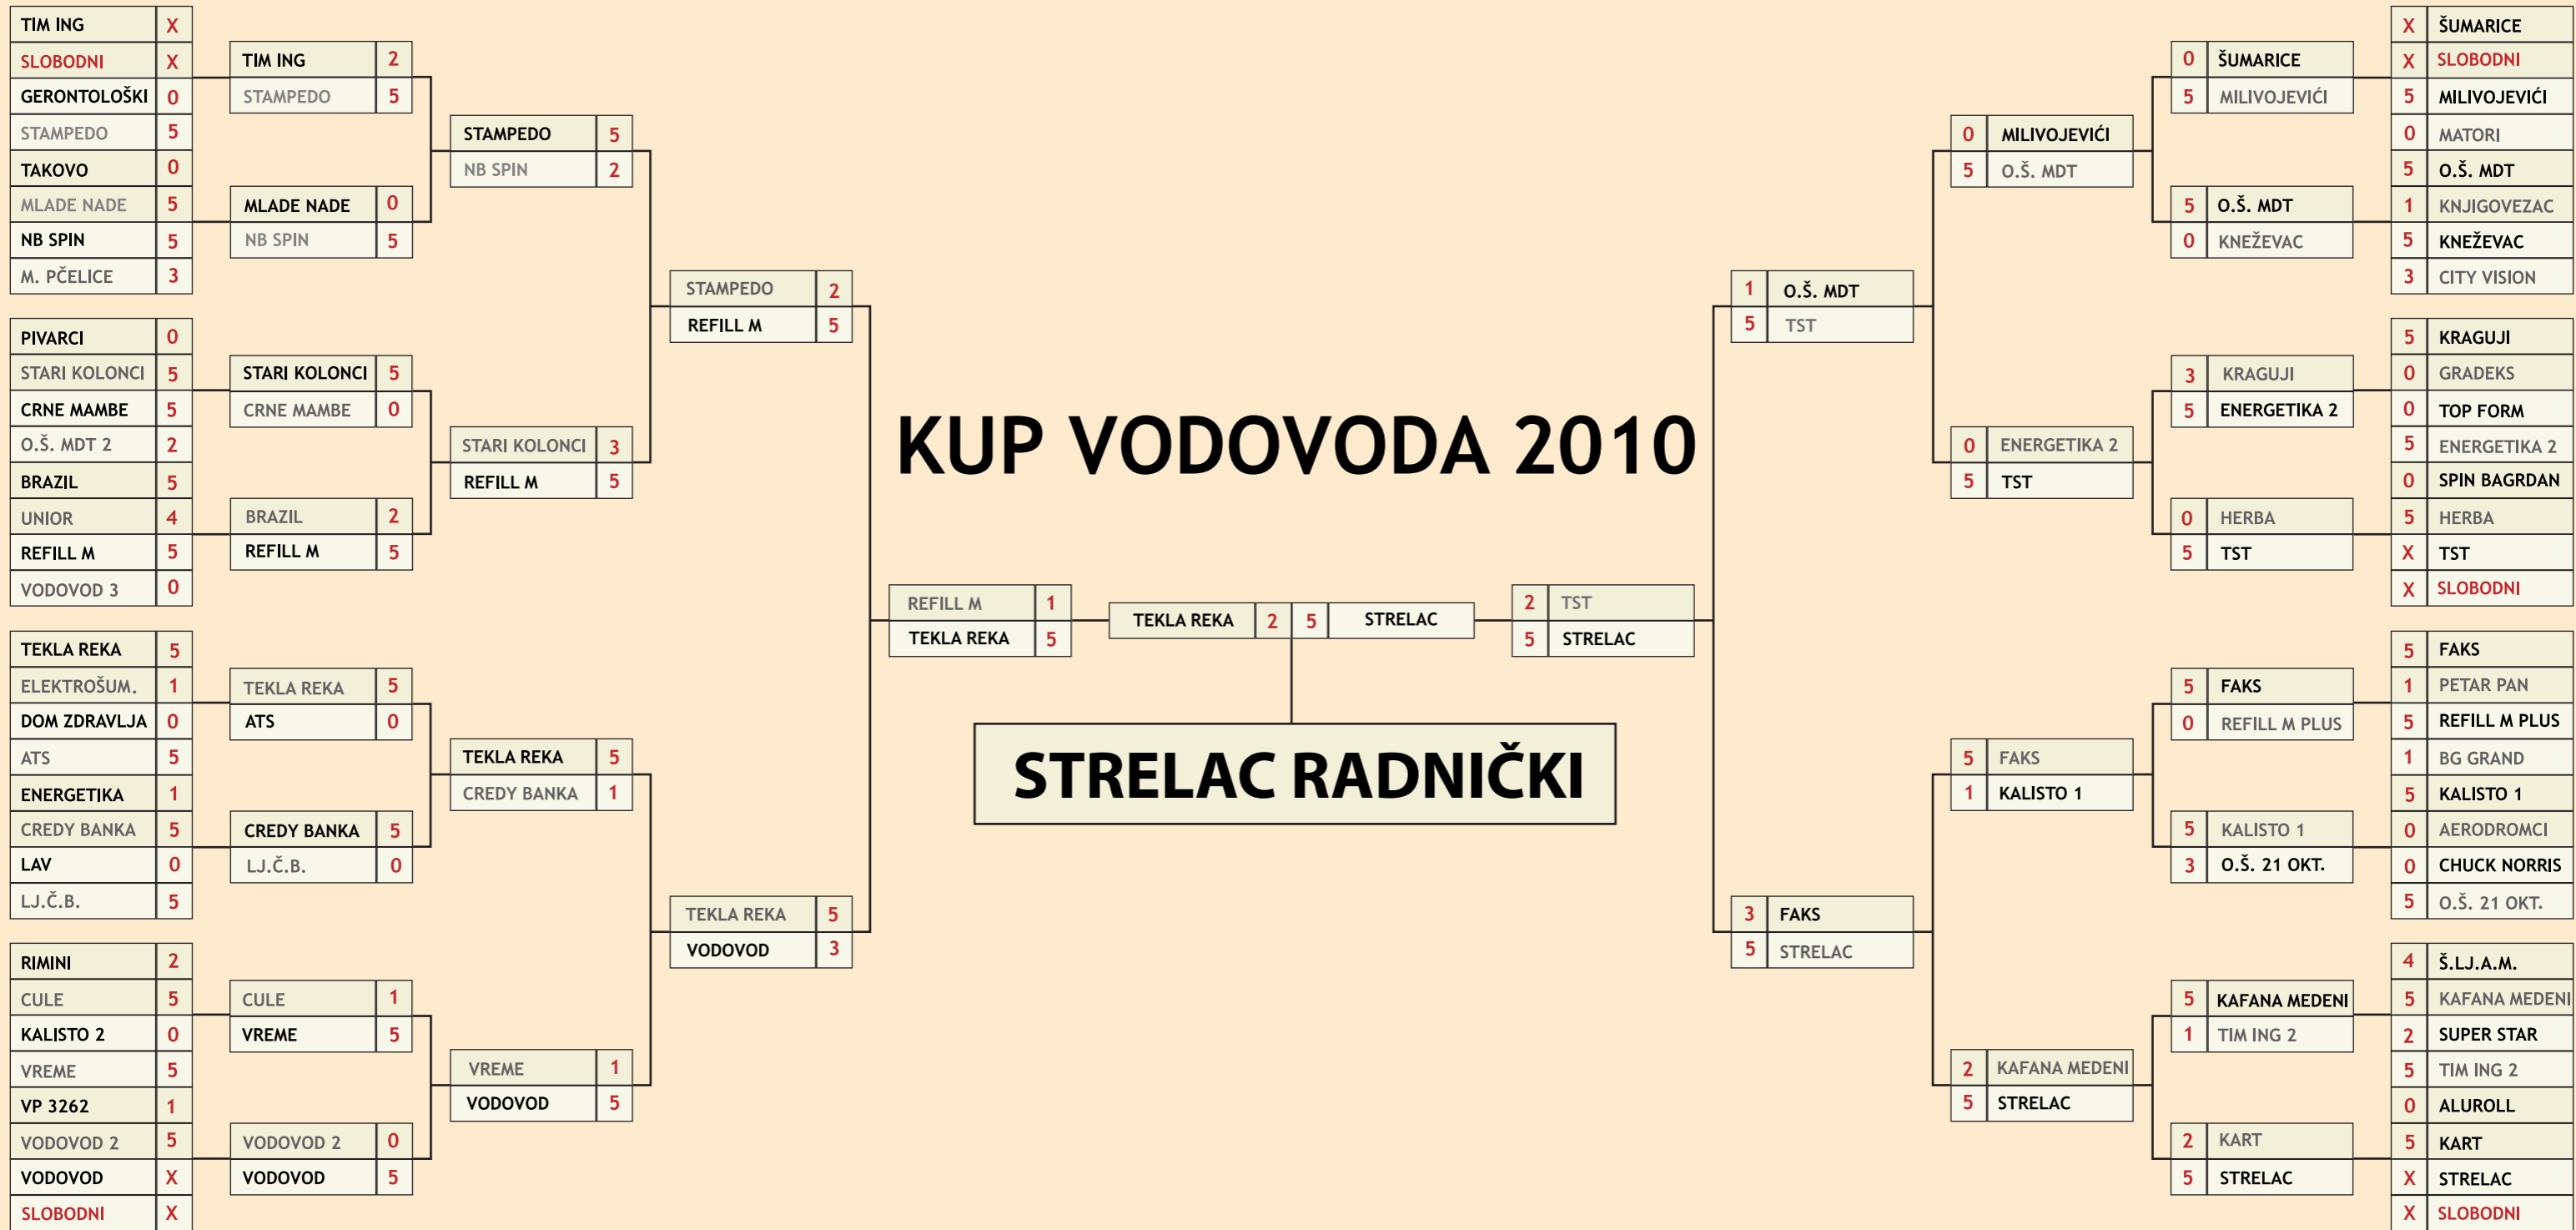 TIM ING X
SLOBODNI X
GERONTOLOŠKI 0
STAMPEDO 5
TAKOVO 0
MLADE NADE 5
NB SPIN 5
M. PČELICE 3
PIVARCI 0
STARI KOLONCI 5
CRNE MAMBE 5
O.Š. MDT 2 2
BRAZIL 5
UNIOR 4
REFILL M 5
VODOVOD 3 0
TEKLA REKA 5
ELEKTROŠUM. 1
DOM ZDRAVLJA 0
ATS 5
ENERGETIKA 1
CREDY BANKA 5
LAV 0
LJ.Č.B. 5
RIMINI 2
CULE 5
KALISTO 2 0
VREME 5
VP 3262 1
VODOVOD 2 5
VODOVOD X
SLOBODNI X
TIM ING 2
STAMPEDO 5
MLADE NADE 0
NB SPIN 5
STARI KOLONCI 5
CRNE MAMBE 0
BRAZIL 2
REFILL M 5
TEKLA REKA 5
ATS 0
CREDY BANKA 5
LJ.Č.B. 0
CULE 1
VREME 5
VODOVOD 2 0
VODOVOD 5
STAMPEDO 5
NB SPIN 2
STARI KOLONCI 3
REFILL M 5
TEKLA REKA 5
CREDY BANKA 1
VREME 1
VODOVOD 5
STAMPEDO 2
REFILL M 5
TEKLA REKA 5
VODOVOD 3
REFILL M 1
TEKLA REKA 5
KUP VODOVODA 2010
TEKLA REKA 2 5 STRELAC
STRELAC RADNIČKI
2 TST
5 STRELAC
1 O.Š. MDT
5 TST
3 FAKS
5 STRELAC
0 MILIVOJEVIĆI
5 O.Š. MDT
0 ENERGETIKA 2
5 TST
5 FAKS
1 KALISTO 1
2 KAFANA MEDENI
5 STRELAC
0 ŠUMARICE
5 MILIVOJEVIĆI
5 O.Š. MDT
0 KNEŽEVAC
3 KRAGUJI
5 ENERGETIKA 2
0 HERBA
5 TST
5 FAKS
0 REFILL M PLUS
5 KALISTO 1
3 O.Š. 21 OKT.
5 KAFANA MEDENI
1 TIM ING 2
2 KART
5 STRELAC
X ŠUMARICE
X SLOBODNI
5 MILIVOJEVIĆI
0 MATORI
5 O.Š. MDT
1 KNJIGOVEZAC
5 KNEŽEVAC
3 CITY VISION
5 KRAGUJI
0 GRADEKS
0 TOP FORM
5 ENERGETIKA 2
0 SPIN BAGRDAN
5 HERBA
X TST
X SLOBODNI
5 FAKS
1 PETAR PAN
5 REFILL M PLUS
1 BG GRAND
5 KALISTO 1
0 AERODROMCI
0 CHUCK NORRIS
5 O.Š. 21 OKT.
4 Š.LJ.A.M.
5 KAFANA MEDENI
2 SUPER STAR
5 TIM ING 2
0 ALUROLL
5 KART
X STRELAC
X SLOBODNI